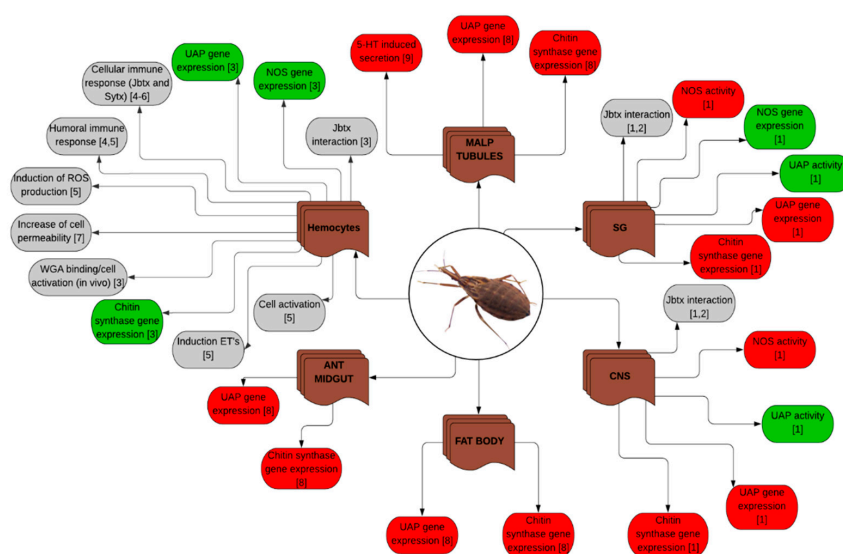 UAP gene
expression [3]
NOS gene
expression [3]
Cellular immune
response (Jbtx and
Sytx) [4-6]
Humoral immune
response [4,5]
Jbtx
interaction [3]
Induction of ROS
production [5]
Increase of cell
permeability [7]
WGA binding/cell
activation (in vivo) [3]
Chitin
synthase gene
expression [3]
Induction ET's
[5]
Cell activation
[5]
Hemocytes
5-HT induced
secretion [9]
UAP gene
expression [8]
Chitin
synthase gene
expression [8]
MALP
TUBULES
Jbtx interaction
[1,2]
NOS activity
[1]
NOS gene
expression
[1]
UAP activity
[1]
UAP gene
expression
[1]
Chitin
synthase gene
expression [1]
SG
Jbtx interaction
[1,2]
NOS activity
[1]
UAP activity
[1]
UAP gene
expression
[1]
Chitin
synthase gene
expression [1]
CNS
ANT
MIDGUT
UAP gene
expression [8]
Chitin synthase
gene expression
[8]
FAT BODY
UAP gene
expression [8]
Chitin
synthase gene
expression [8]